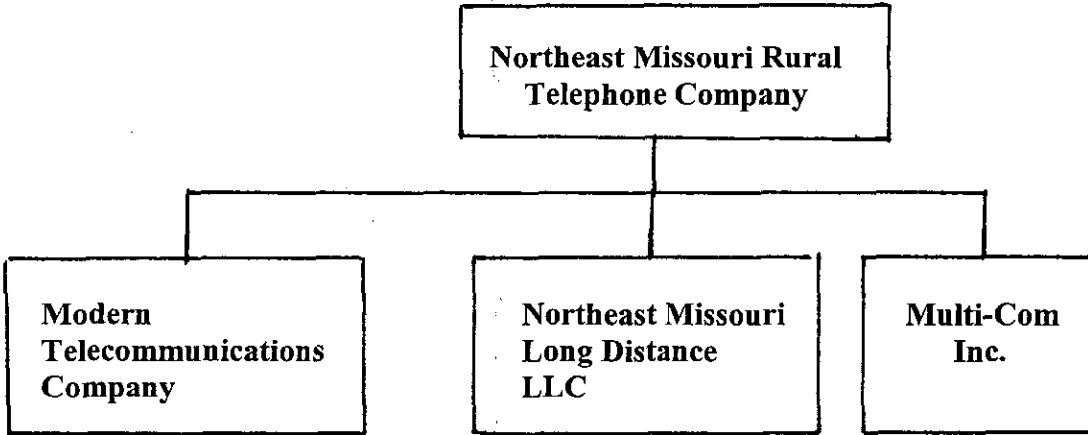 Northeast Missouri Rural
Telephone Company
Modern
Telecommunications
Company
Northeast Missouri
Long Distance
LLC
Multi-Com
Inc.